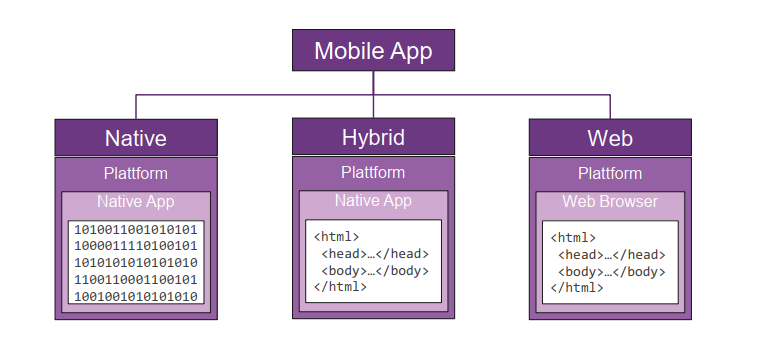 Mobile App
Native
Plattform
Native App
1010011001010101
1000011110100101
1010101010101010
1100110001100101
1001001010101010
Hybrid
Plattform
Native App
<html>
<head>…</head>
<body>…</body>
</html>
Web
Plattform
Web Browser
<html>
<head>…</head>
<body>…</body>
</html>